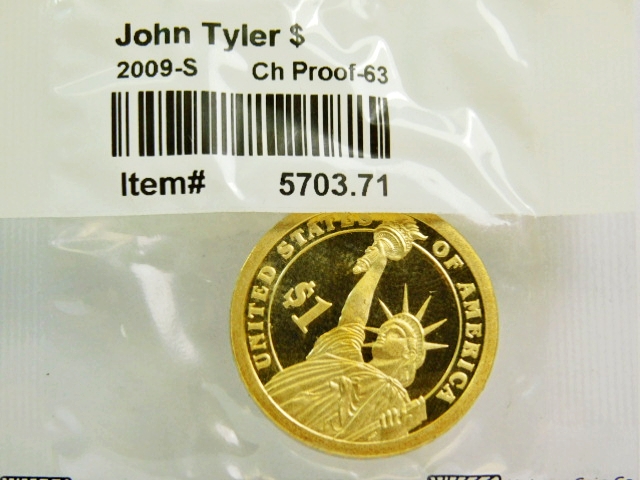 John Tyler $
2009-S Ch Proof-63
Item# 5703.71
UNITED STATES OF AMERICA
$1